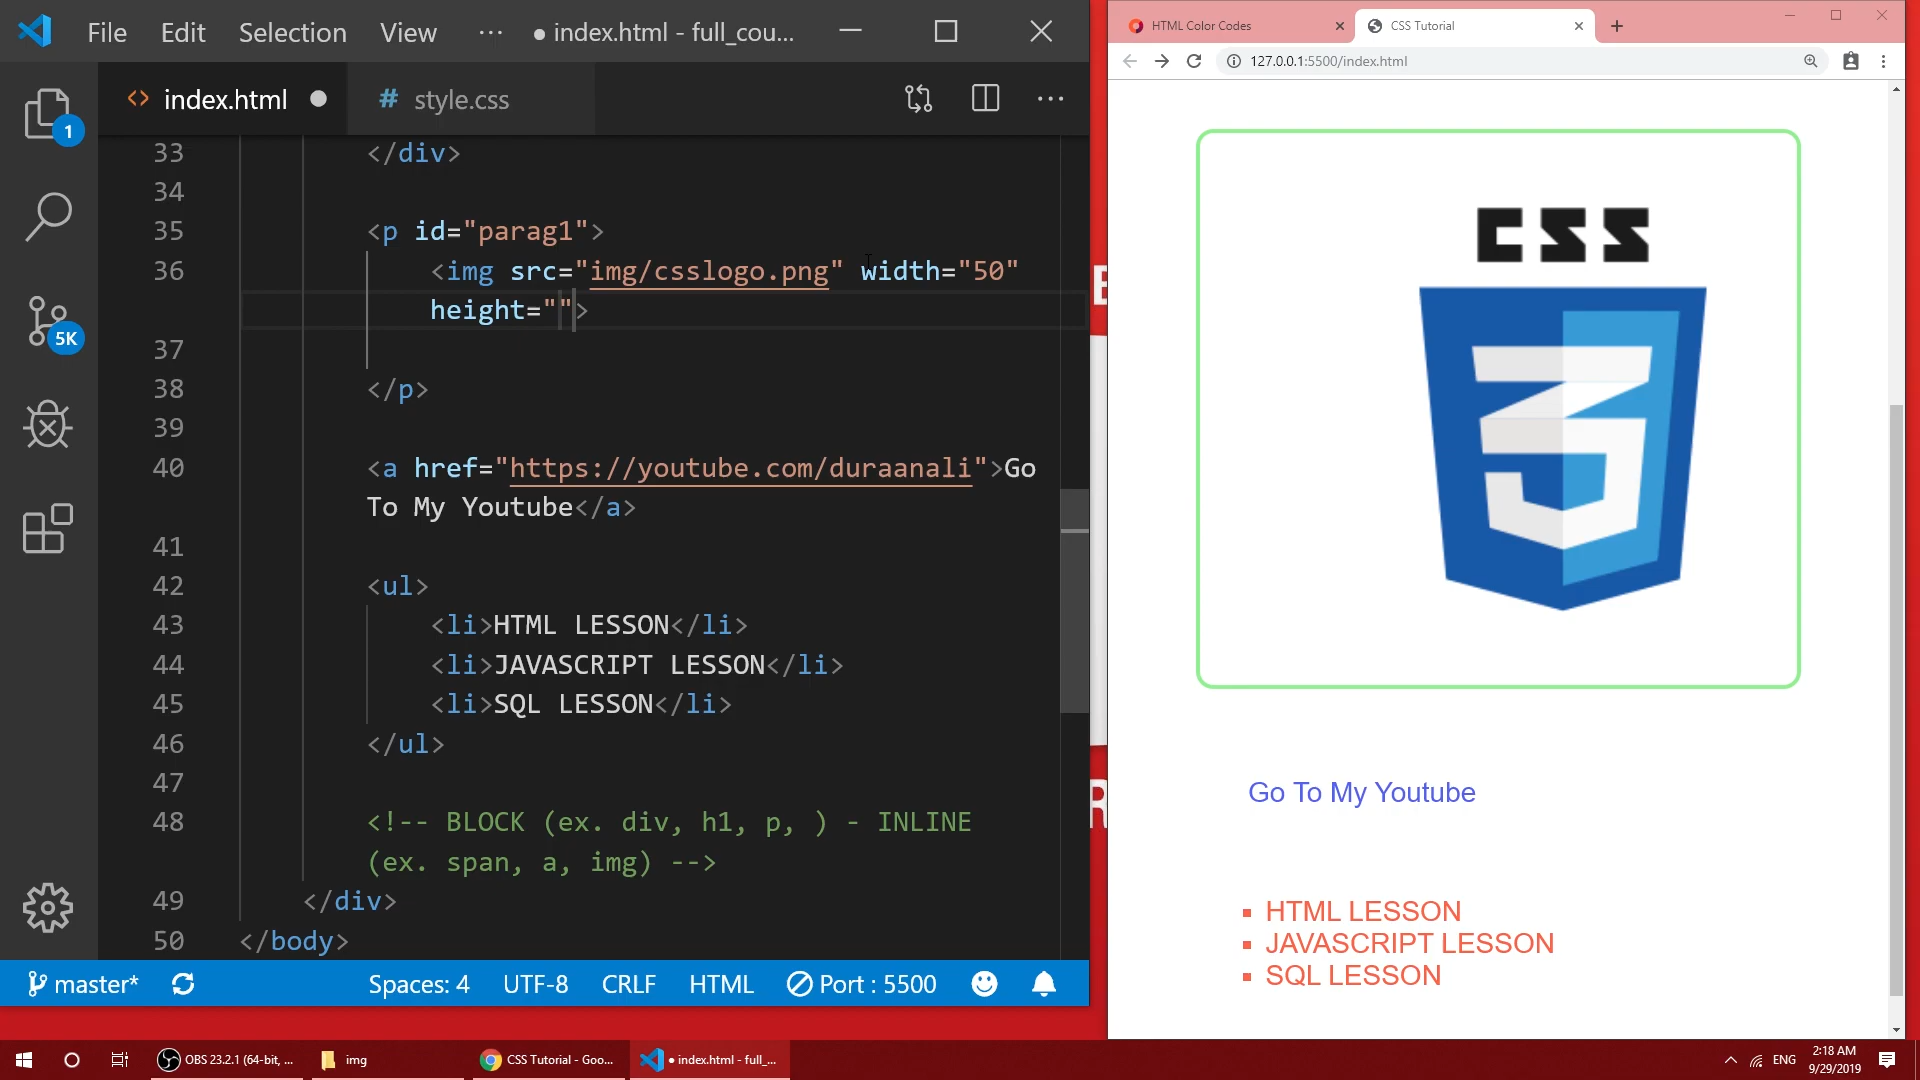 File Edit Selection View ··· ● index.html - full_cou...
1
5K
<> index.html ●
# style.css
33 </div>
34
35 <p id="parag1">
36 <img src="img/csslogo.png" width="50"
height="">
37
38 </p>
39
40 <a href="https://youtube.com/duraanali">Go
To My Youtube</a>
41
42 <ul>
43 <li>HTML LESSON</li>
44 <li>JAVASCRIPT LESSON</li>
45 <li>SQL LESSON</li>
46 </ul>
47
48 <!-- BLOCK (ex. div, h1, p, ) - INLINE
(ex. span, a, img) -->
49 </div>
50 </body>
master* Spaces: 4 UTF-8 CRLF HTML Port : 5500
E
R
HTML Color Codes
CSS Tutorial
127.0.0.1:5500/index.html
CSS
3
Go To My Youtube
HTML LESSON
JAVASCRIPT LESSON
SQL LESSON
OBS 23.2.1 (64-bit, ...
img
CSS Tutorial - Goo...
● index.html - full_...
ENG
2:18 AM
9/29/2019